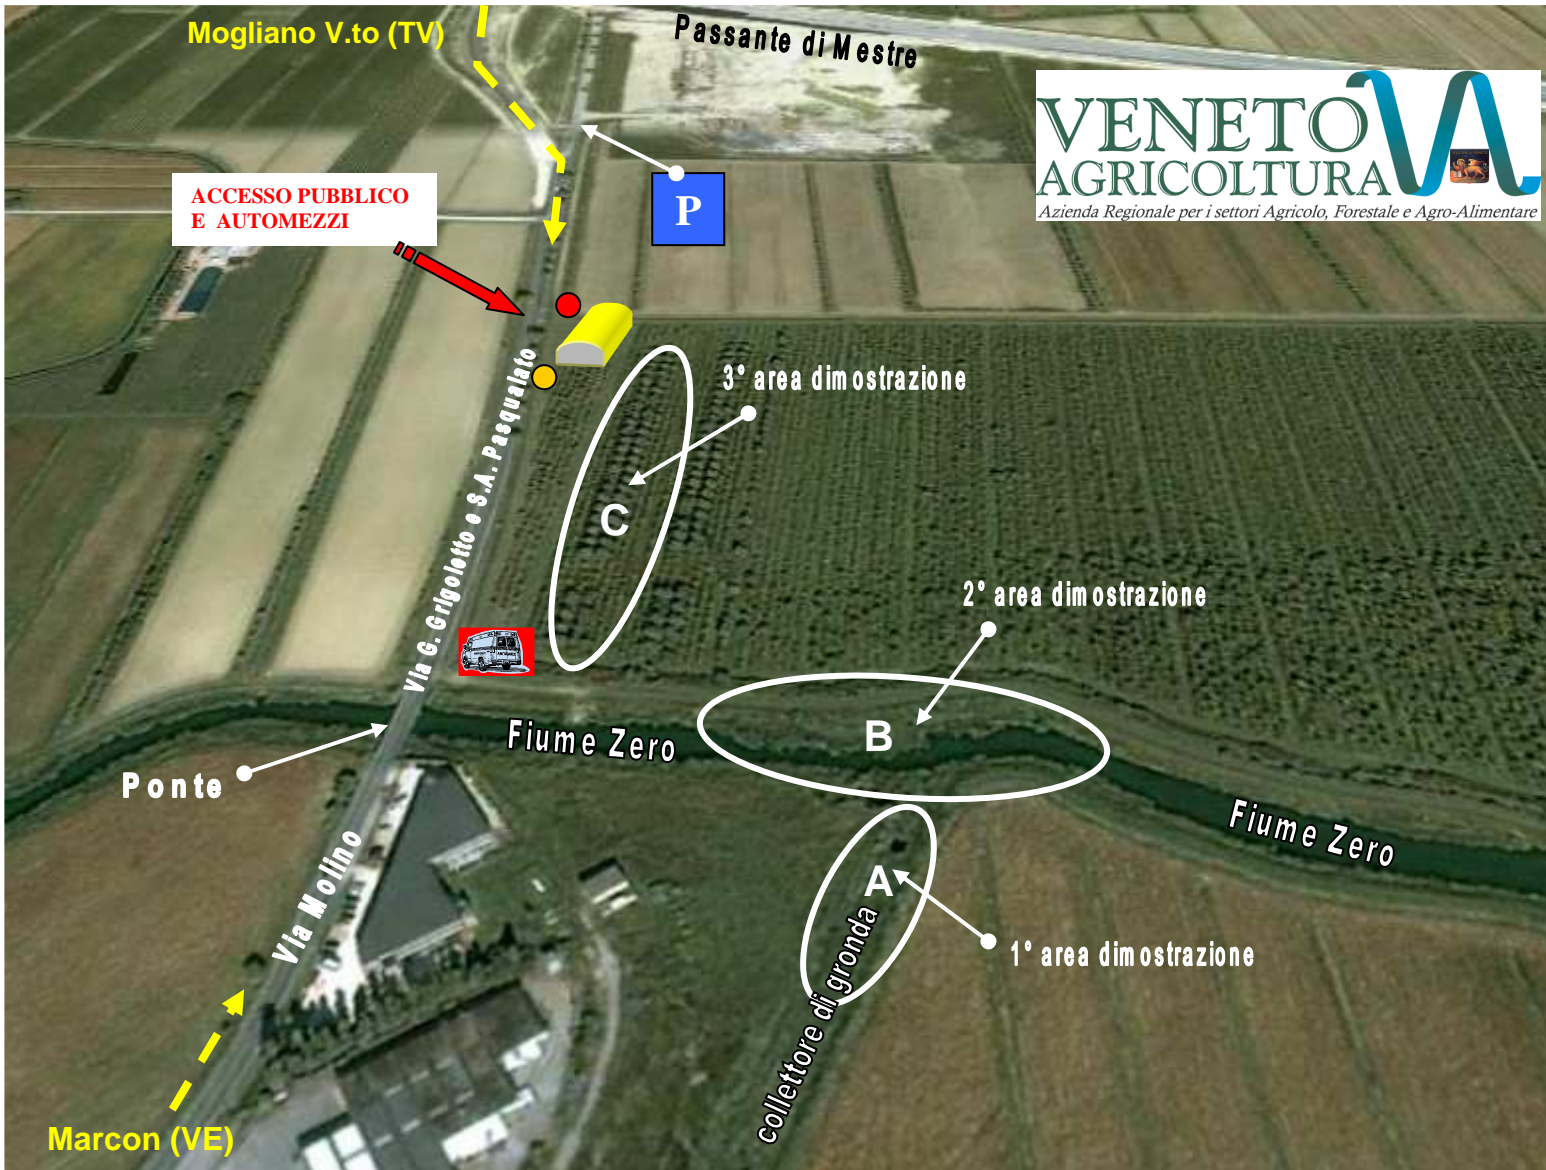 Mogliano V.to (TV)
Passante di Mestre
VENETO
AGRICOLTURA
Azienda Regionale per i settori Agricolo, Forestale e Agro-Alimentare
ACCESSO PUBBLICO
E AUTOMEZZI
P
3° area dimostrazione
Via G. Grigoletto e S.A. Pasqualato
C
2° area dimostrazione
B
Fiume Zero
Ponte
Fiume Zero
Via Molino
A
1° area dimostrazione
collettore di gronda
Marcon (VE)